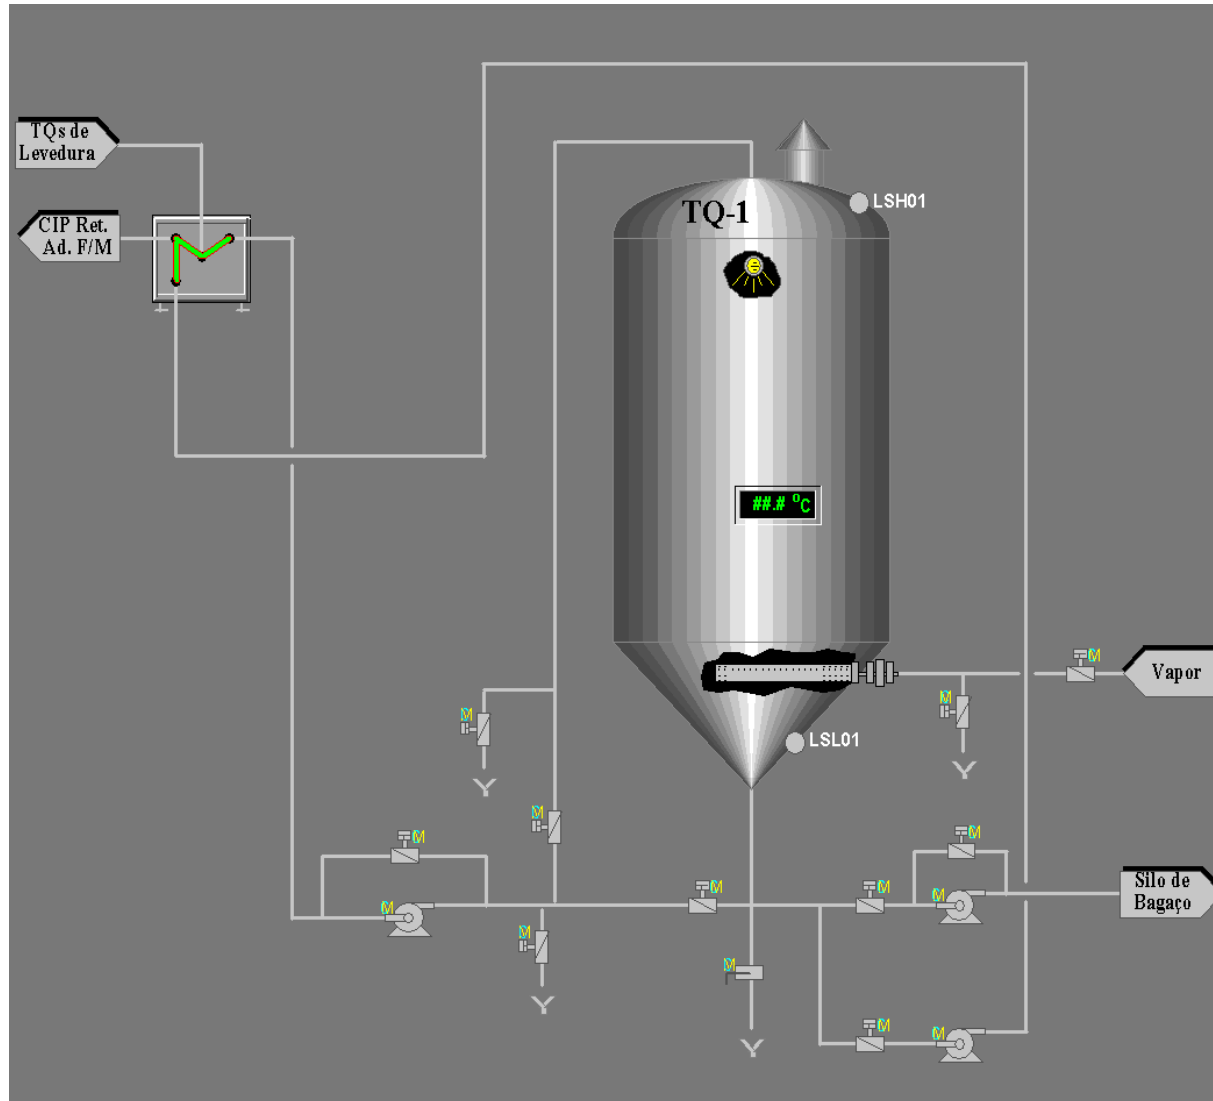 TQs de
Levedura
CIP Ret.
Ad. F/M
TQ-1
LSH01
##.# °C
Vapor
M
M
M
LSL01
M
M
M
M
Silo de
Bagaço
M
M
M
M
M
M
M
M